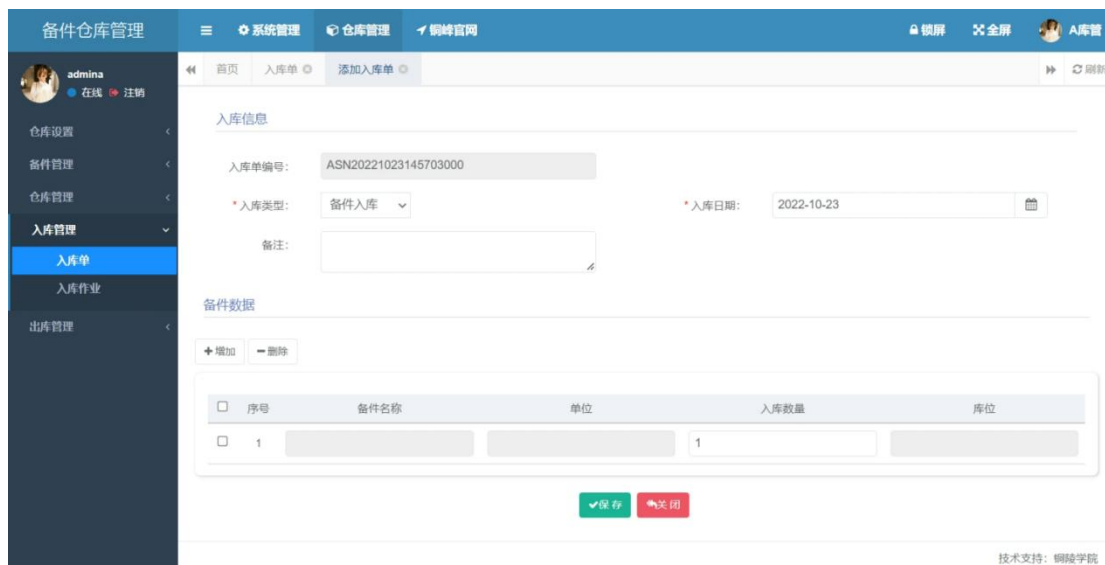 备件仓库管理 系统管理 仓库管理 铜峰官网 锁屏 全屏 A库管
admina
在线 注销
首页 入库单 添加入库单 刷新
仓库设置
备件管理
仓库管理
入库管理
入库单
入库作业
出库管理
入库信息
入库单编号: ASN20221023145703000
*入库类型: 备件入库 *入库日期: 2022-10-23
备注:
备件数据
增加 删除
序号 备件名称 单位 入库数量 库位
1 1
保存 关闭
技术支持：铜陵学院